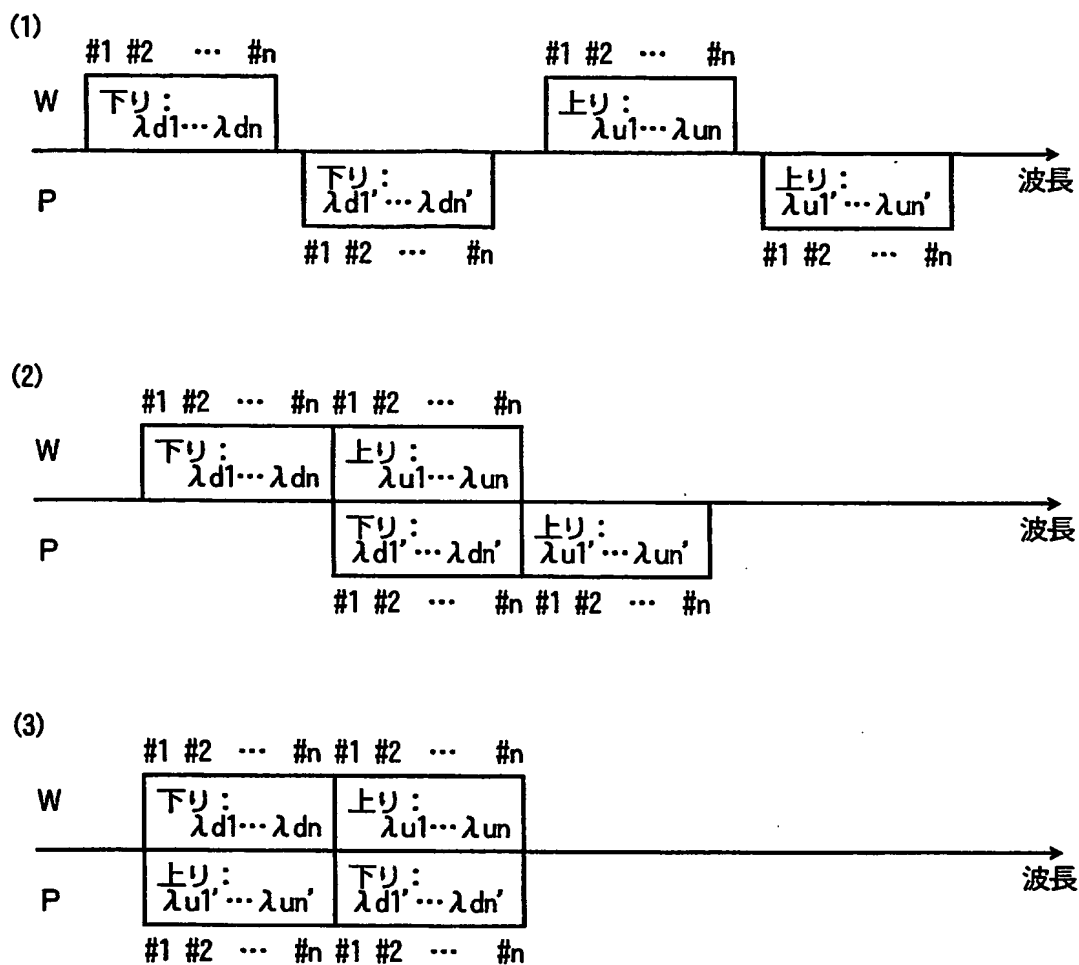 (1)
#1 #2 … #n #1 #2 … #n
W
下り：
λd1…λdn
上り：
λu1…λun
波長
P
下り：
λd1'…λdn'
上り：
λu1'…λun'
#1 #2 … #n #1 #2 … #n
(2)
#1 #2 … #n #1 #2 … #n
W
下り：
λd1…λdn
上り：
λu1…λun
波長
P
下り：
λd1'…λdn'
上り：
λu1'…λun'
#1 #2 … #n #1 #2 … #n
(3)
#1 #2 … #n #1 #2 … #n
W
下り：
λd1…λdn
上り：
λu1…λun
波長
P
上り：
λu1'…λun'
下り：
λd1'…λdn'
#1 #2 … #n #1 #2 … #n